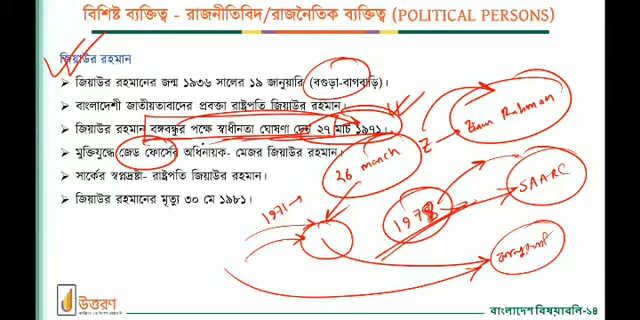 বিশিষ্ট ব্যক্তিত্ব - রাজনীতিবিদ/রাজনৈতিক ব্যক্তিত্ব (POLITICAL PERSONS)
জিয়াউর রহমান
➢ জিয়াউর রহমানের জন্ম ১৯৩৬ সালের ১৯ জানুয়ারি (বগুড়া-বাগবাড়ি)।
➢ বাংলাদেশী জাতীয়তাবাদের প্রবক্তা রাষ্ট্রপতি জিয়াউর রহমান।
➢ জিয়াউর রহমান বঙ্গবন্ধুর পক্ষে স্বাধীনতা ঘোষণা দেন ২৭ মার্চ ১৯৭১।
➢ মুক্তিযুদ্ধে জেড ফোর্সের অধিনায়ক- মেজর জিয়াউর রহমান।
➢ সার্কের স্বপ্নদ্রষ্টা- রাষ্ট্রপতি জিয়াউর রহমান।
➢ জিয়াউর রহমানের মৃত্যু ৩০ মে ১৯৮১।
Z
Rahman
26 march
SAARC
1971
উত্তরণ
বাংলাদেশ বিষয়াবলি-১৪